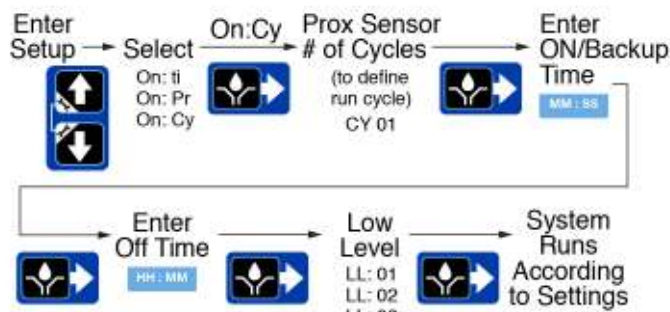 Enter
Setup
Select
On: ti
On: Pr
On: Cy
On:Cy
Prox Sensor
# of Cycles
(to define
run cycle)
CY 01
Enter
ON/Backup
Time
MM : SS
Enter
Off Time
HH : MM
Low
Level
LL: 01
LL: 02
System
Runs
According
to Settings